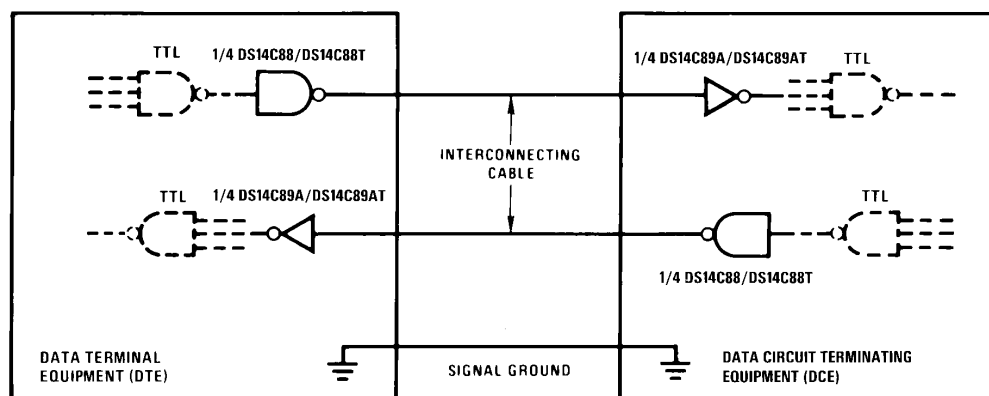 TTL
1/4 DS14C88/DS14C88T
1/4 DS14C89A/DS14C89AT
TTL
INTERCONNECTING
CABLE
TTL
1/4 DS14C89A/DS14C89AT
TTL
1/4 DS14C88/DS14C88T
DATA TERMINAL
EQUIPMENT (DTE)
SIGNAL GROUND
DATA CIRCUIT TERMINATING
EQUIPMENT (DCE)